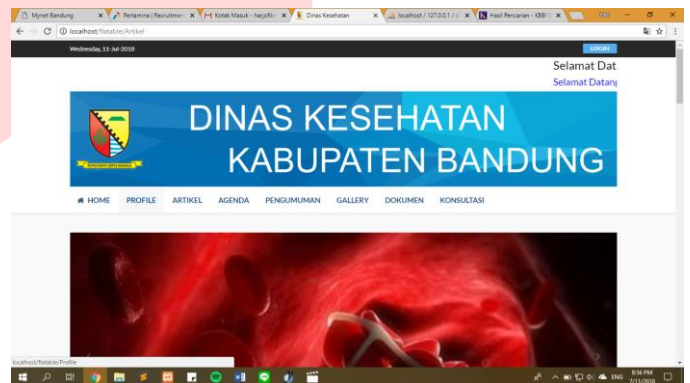 Mynet Bandung
Pertamina | Recruitmen
Kotak Masuk - harjofil
Dinas Kesehatan
localhost / 127.0.0.1 /
Hasil Pencarian - KBBI
localhost/flatable/Artikel
Wednesday, 11-Jul-2018
LOGIN
Selamat Dat
Selamat Datang
DINAS KESEHATAN
KABUPATEN BANDUNG
HOME PROFILE ARTIKEL AGENDA PENGUMUMAN GALLERY DOKUMEN KONSULTASI
localhost/flatable/Profile
ENG
8:56 PM
7/11/2018